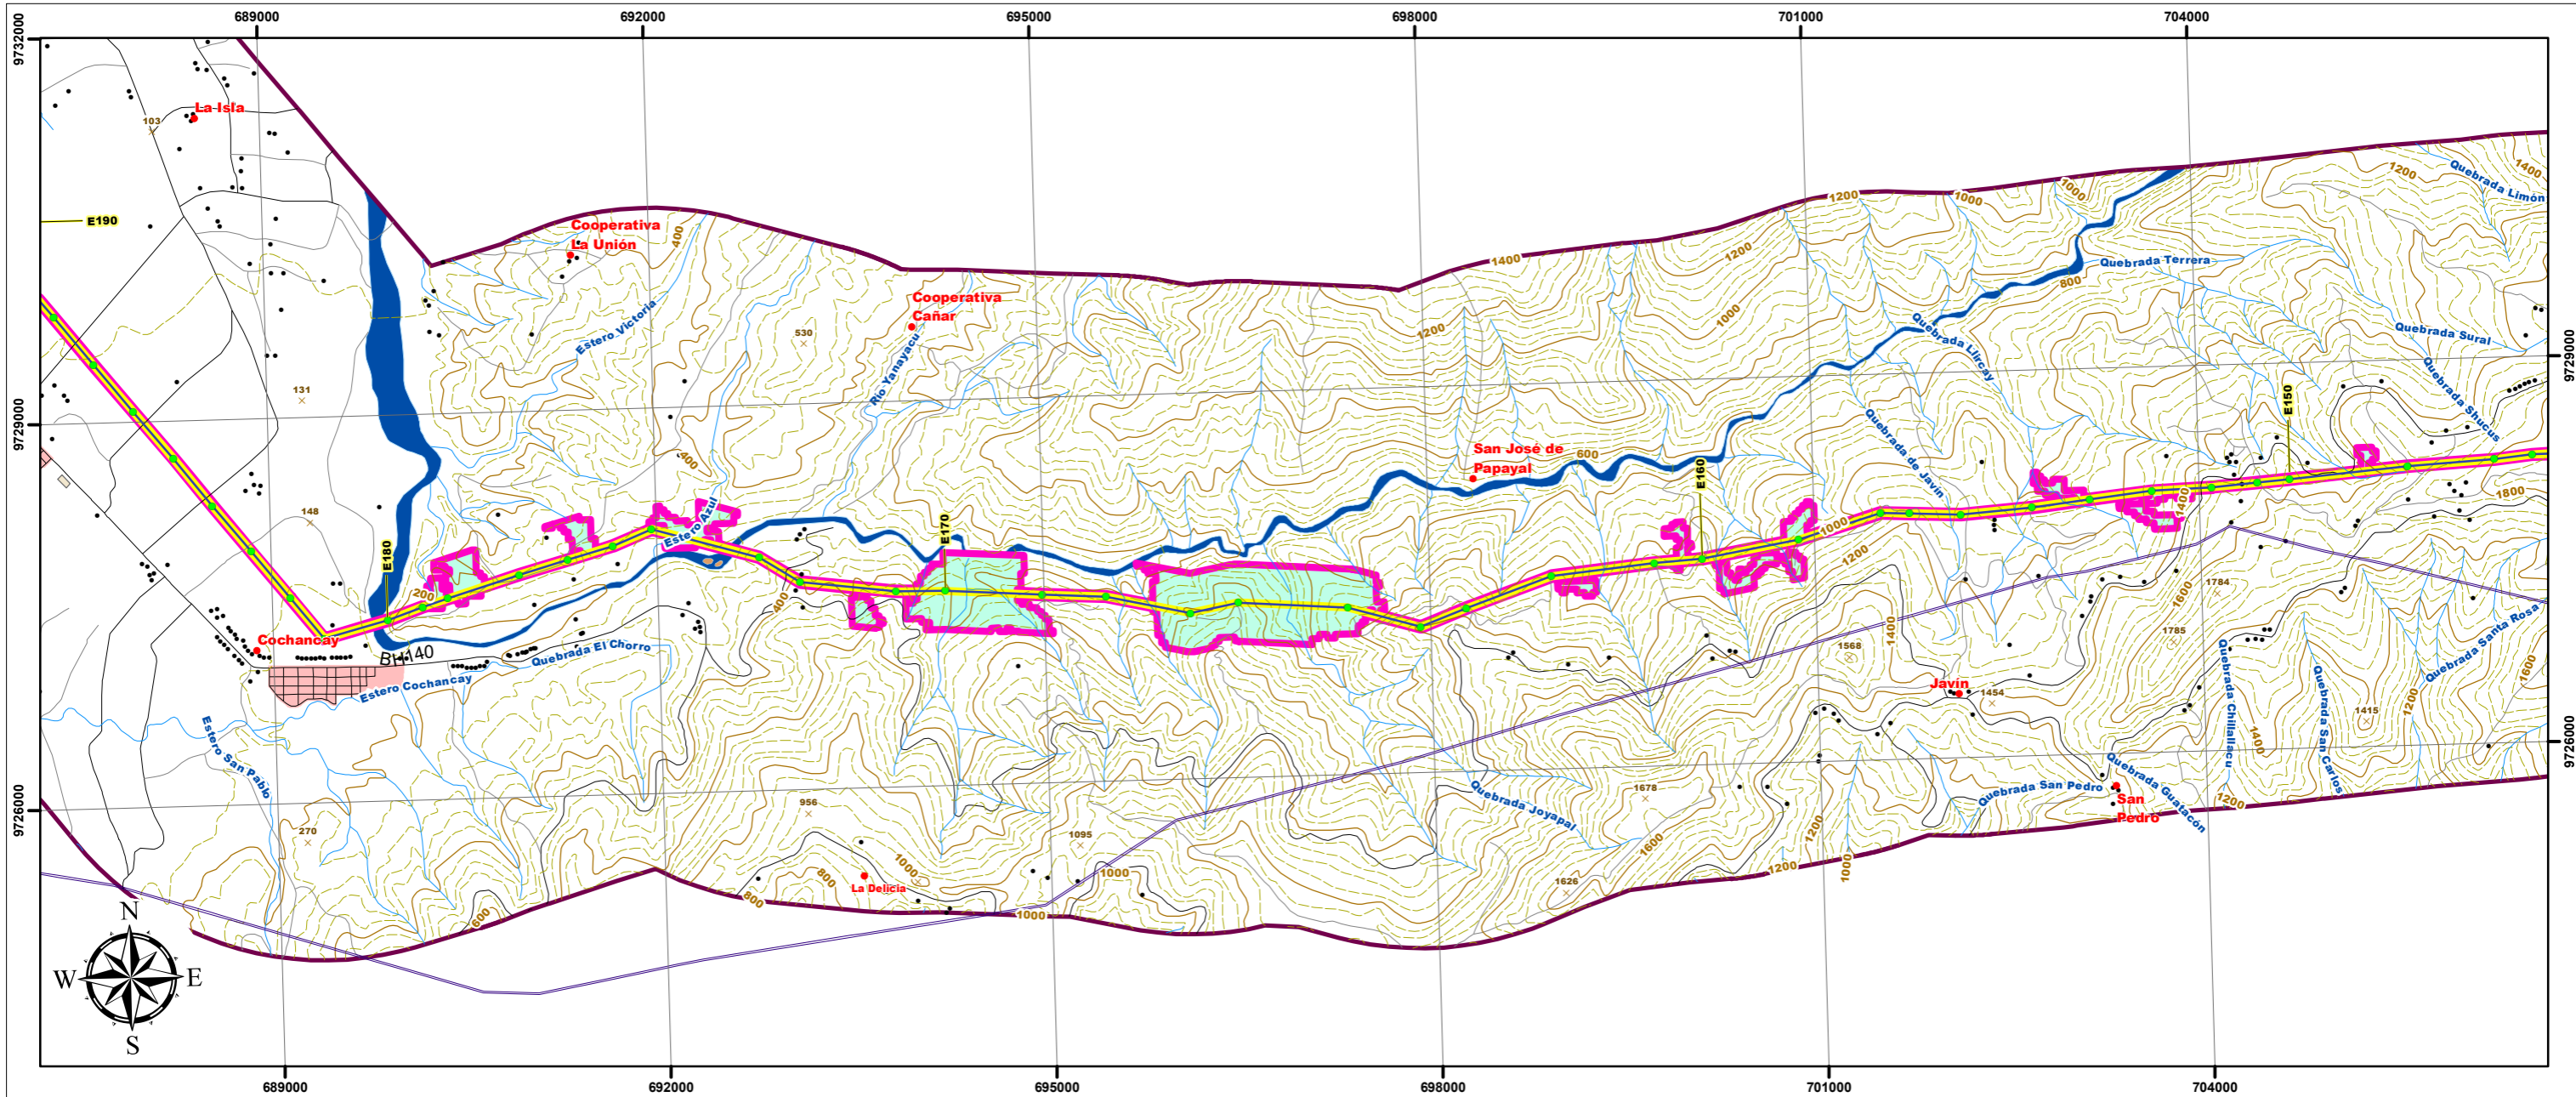 689000
692000
695000
698000
701000
704000
9732000
9729000
9726000
9729000
9726000
La Isla
103
E190
Cooperativa
La Unión
400
Estero Victoria
Cooperativa
Cañar
530
Río Yanayacu
131
148
400
Estero Azul
E180
200
E170
400
Cochancay
BH140
Quebrada El Chorro
Estero Cochancay
Estero San Pablo
270
600
956
800
1000
La Delicia
800
1095
1000
1000
1400
1200
1200
1000
1200
1000
1000
1200
1400
Quebrada Limón
Quebrada Terrera
800
Quebrada Llircay
Quebrada Sural
Quebrada Shucus
Quebrada de Javín
San José de
Papayal
600
E160
E150
1000
1200
1400
1800
1400
1568
1600
1784
1785
Javín
1454
Quebrada Chilallacu
Quebrada San Carlos
1415
1200
1600
Quebrada Santa Rosa
1400
Quebrada Joyapal
1678
1600
1626
1200
1200
1000
Quebrada San Pedro
Quebrada Guatacón
San
Pedro
1200
N
W
E
S
689000
692000
695000
698000
701000
704000